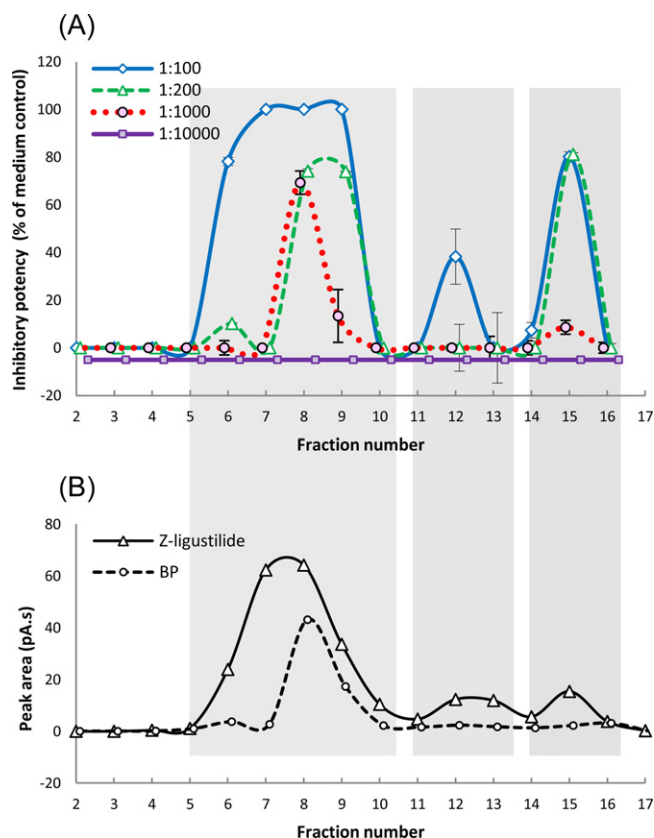 (A)
Inhibitory potency (% of medium control)
120
100
80
60
40
20
0
-20
1:100
1:200
1:1000
1:10000
2 3 4 5 6 7 8 9 10 11 12 13 14 15 16 17
Fraction number
(B)
Peak area (pA.s)
80
60
40
20
0
-20
Z-ligustilide
BP
2 3 4 5 6 7 8 9 10 11 12 13 14 15 16 17
Fraction number